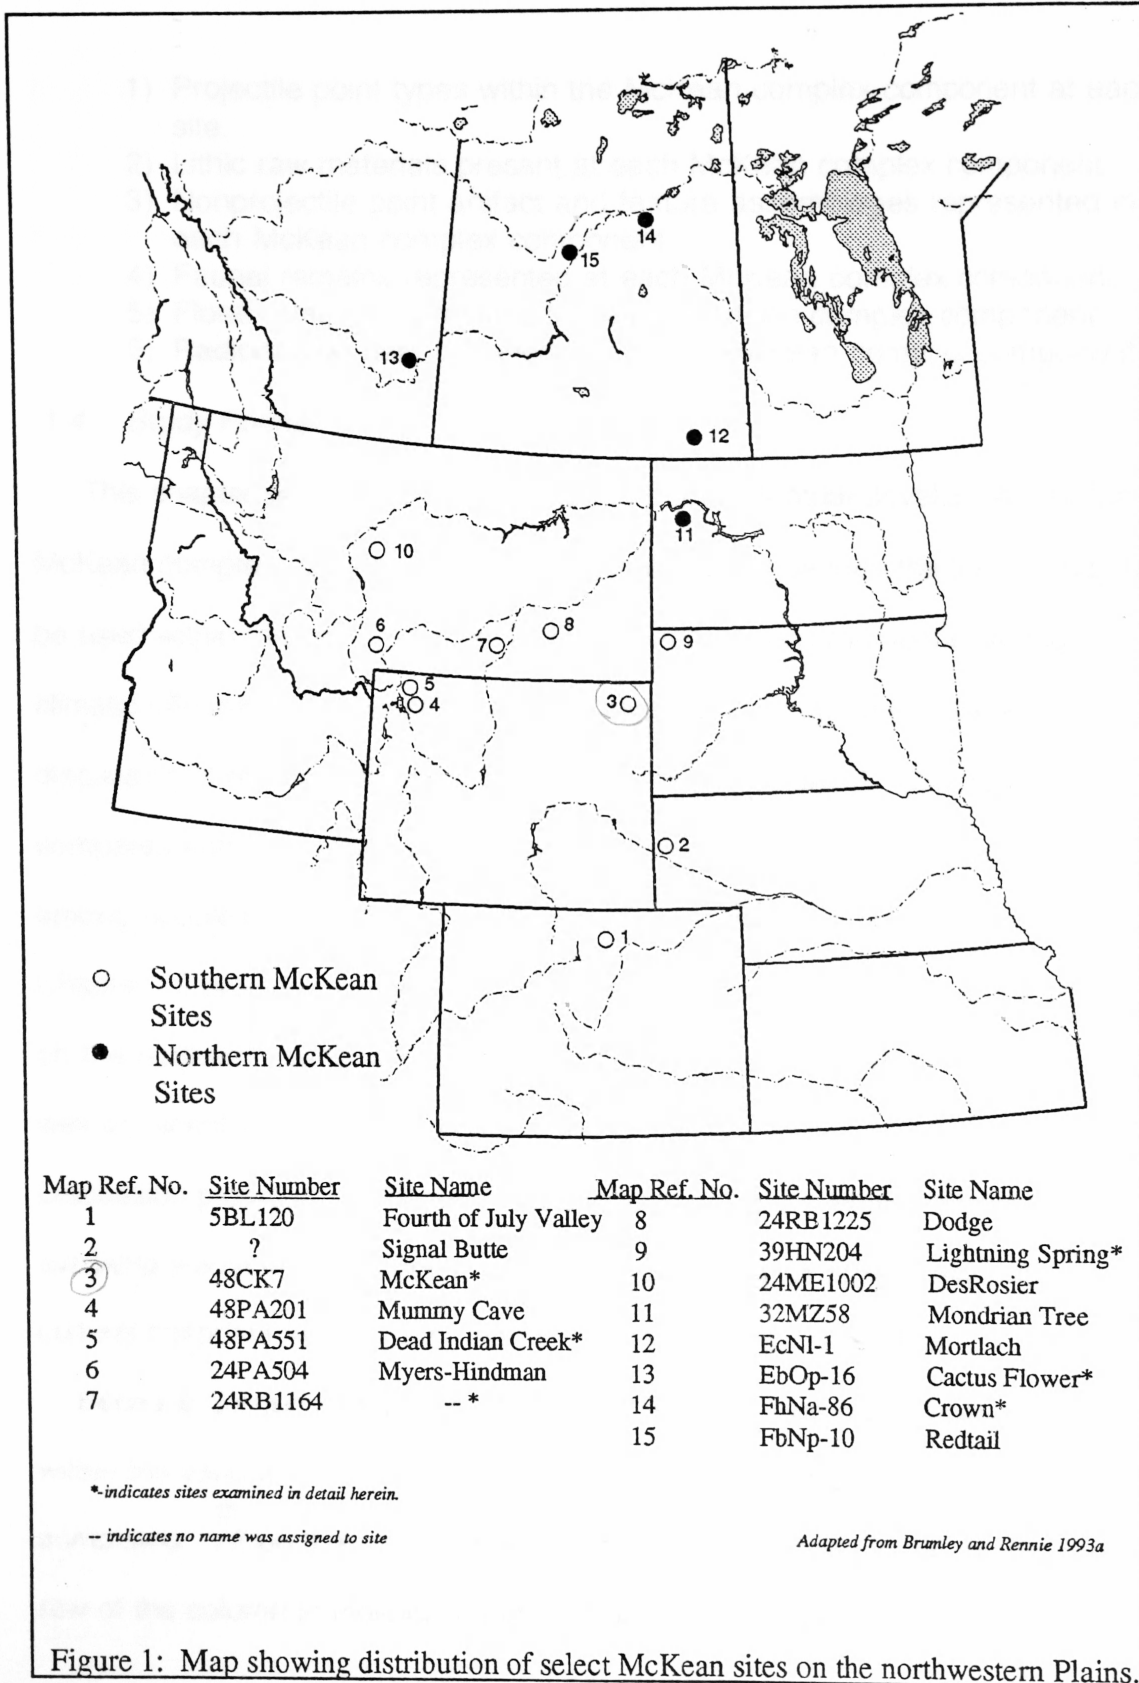 14
15
13
12
11
10
6
7
8
9
5
4
3
2
1
Southern McKean
Sites
Northern McKean
Sites
Map Ref. No. Site Number Site Name Map Ref. No. Site Number Site Name
1 5BL120 Fourth of July Valley 8 24RB1225 Dodge
2 ? Signal Butte 9 39HN204 Lightning Spring*
3 48CK7 McKean* 10 24ME1002 DesRosier
4 48PA201 Mummy Cave 11 32MZ58 Mondrian Tree
5 48PA551 Dead Indian Creek* 12 EcNl-1 Mortlach
6 24PA504 Myers-Hindman 13 EbOp-16 Cactus Flower*
7 24RB1164 -- * 14 FhNa-86 Crown*
15 FbNp-10 Redtail
*-indicates sites examined in detail herein.
-- indicates no name was assigned to site
Adapted from Brumley and Rennie 1993a
Figure 1: Map showing distribution of select McKean sites on the northwestern Plains.